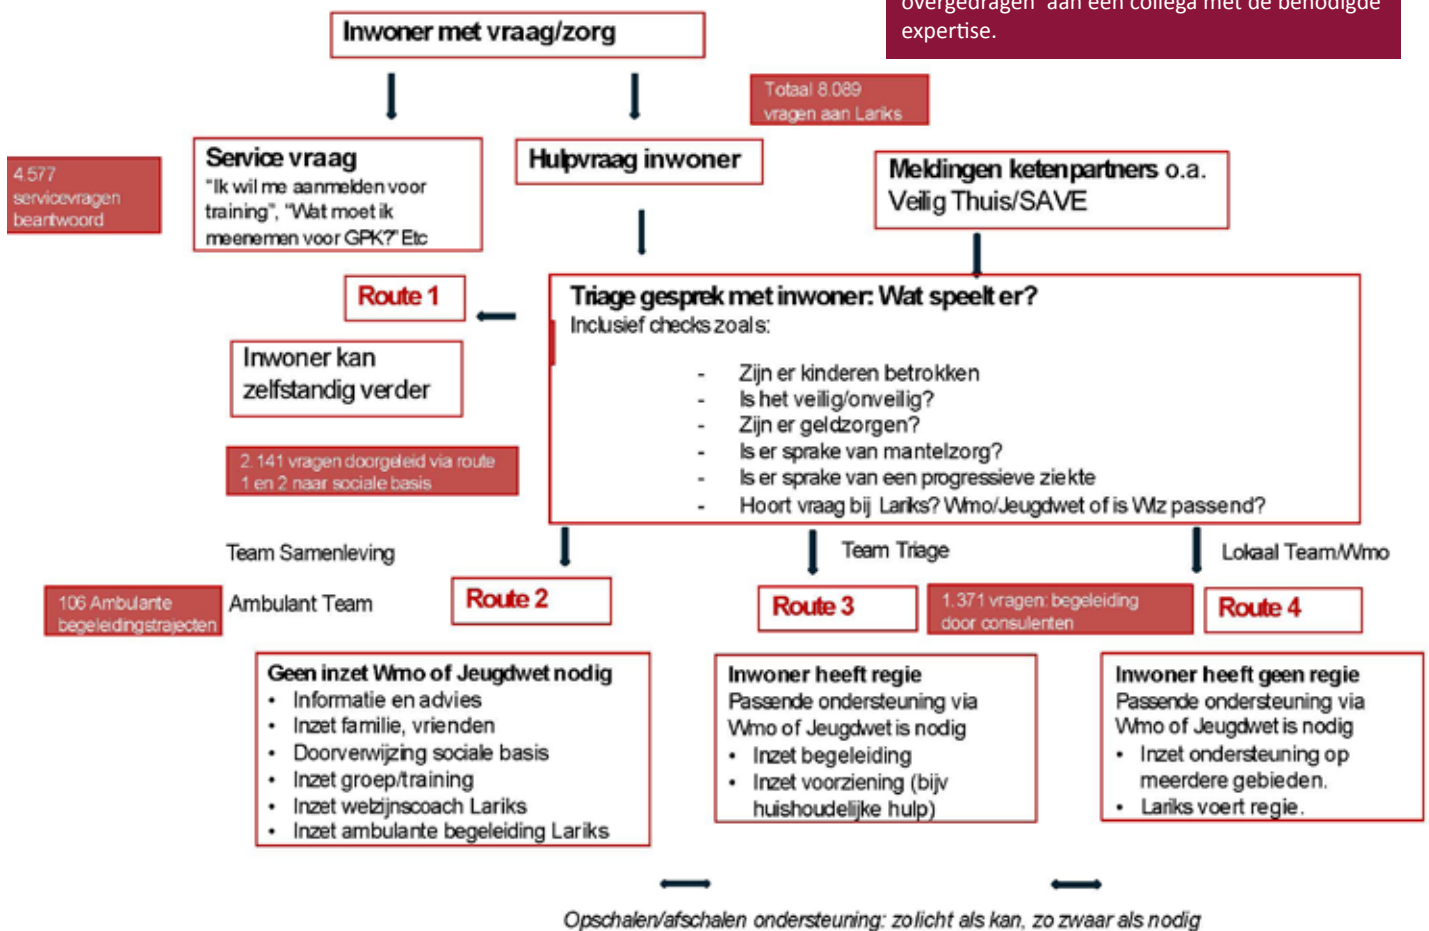 overgedragen aan een collega met de benodigde
expertise.
Inwoner met vraag/zorg
Totaal 8.089
vragen aan Lariks
4.577
servicevragen
beantwoord
Service vraag
"Ik wil me aanmelden voor
training", "Wat moet ik
meenemen voor GPK?" Etc
Hulpvraag inwoner
Meldingen ketenpartners o.a.
Veilig Thuis/SAVE
Route 1
Inwoner kan
zelfstandig verder
Triage gesprek met inwoner: Wat speelt er?
Inclusief checks zoals:
- Zijn er kinderen betrokken
- Is het veilig/onveilig?
- Zijn er geldzorgen?
- Is er sprake van mantelzorg?
- Is er sprake van een progressieve ziekte
- Hoort vraag bij Lariks? Wmo/Jeugdwet of is Wlz passend?
2.141 vragen doorgeleid via route
1 en 2 naar sociale basis
Team Samenleving
Team Triage
Lokaal Team/Wmo
106 Ambulante
begeleidingstrajecten
Ambulant Team
Route 2
Route 3
1.371 vragen: begeleiding
door consulenten
Route 4
Geen inzet Wmo of Jeugdwet nodig
• Informatie en advies
• Inzet familie, vrienden
• Doorverwijzing sociale basis
• Inzet groep/training
• Inzet welzijnscoach Lariks
• Inzet ambulante begeleiding Lariks
Inwoner heeft regie
Passende ondersteuning via
Wmo of Jeugdwet is nodig
• Inzet begeleiding
• Inzet voorziening (bijv
huishoudelijke hulp)
Inwoner heeft geen regie
Passende ondersteuning via
Wmo of Jeugdwet is nodig
• Inzet ondersteuning op
meerdere gebieden.
• Lariks voert regie.
Opschalen/afschalen ondersteuning: zo licht als kan, zo zwaar als nodig